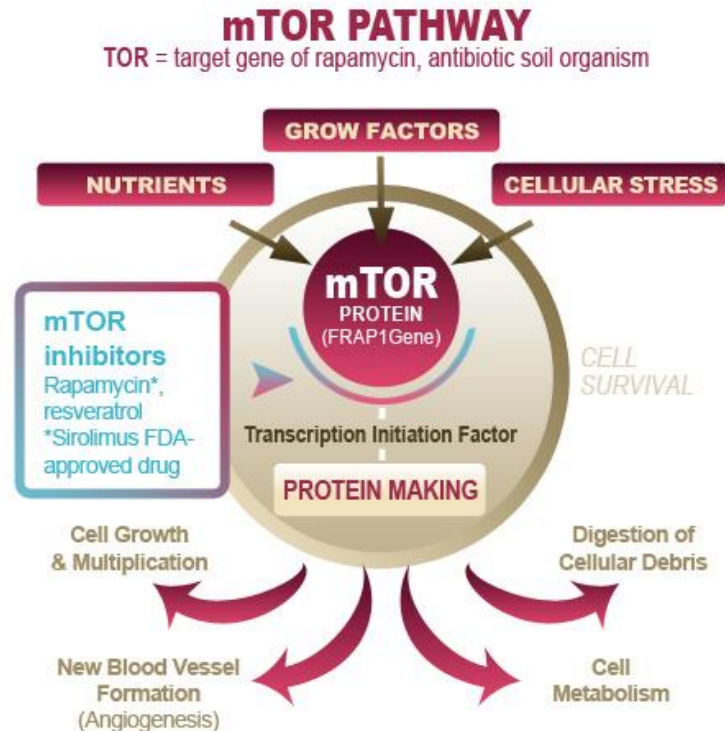 mTOR PATHWAY
TOR = target gene of rapamycin, antibiotic soil organism
GROW FACTORS
NUTRIENTS
CELLULAR STRESS
mTOR
PROTEIN
(FRAP1Gene)
mTOR
inhibitors
Rapamycin*,
resveratrol
*Sirolimus FDA-
approved drug
CELL
SURVIVAL
Transcription Initiation Factor
PROTEIN MAKING
Cell Growth
& Multiplication
Digestion of
Cellular Debris
New Blood Vessel
Formation
(Angiogenesis)
Cell
Metabolism